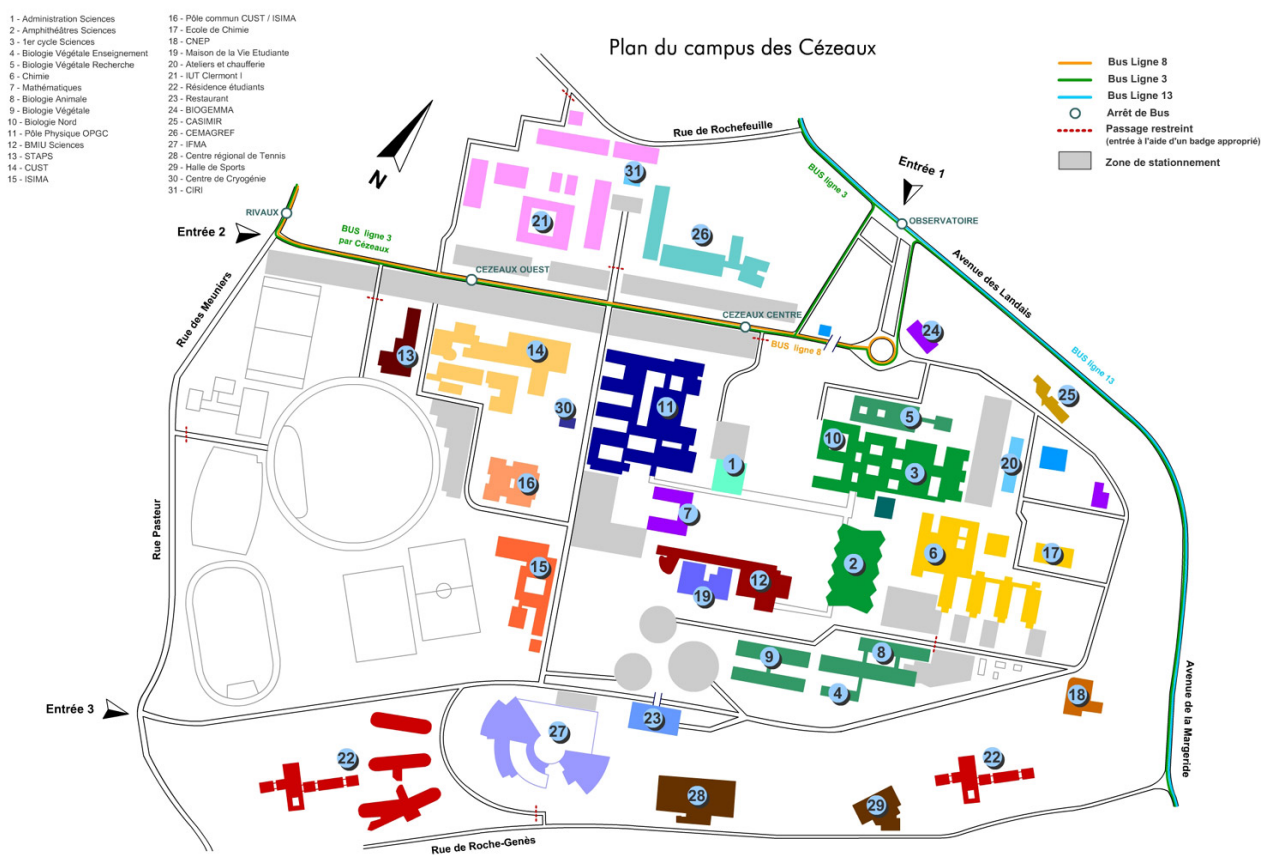 1 - Administration Sciences
2 - Amphithéâtres Sciences
3 - 1er cycle Sciences
4 - Biologie Végétale Enseignement
5 - Biologie Végétale Recherche
6 - Chimie
7 - Mathématiques
8 - Biologie Animale
9 - Biologie Végétale
10 - Biologie Nord
11 - Pôle Physique OPGC
12 - BMIU Sciences
13 - STAPS
14 - CUST
15 - ISIMA
16 - Pôle commun CUST / ISIMA
17 - Ecole de Chimie
18 - CNEP
19 - Maison de la Vie Etudiante
20 - Ateliers et chaufferie
21 - IUT Clermont I
22 - Résidence étudiants
23 - Restaurant
24 - BIOGEMMA
25 - CASIMIR
26 - CEMAGREF
27 - IFMA
28 - Centre régional de Tennis
29 - Halle de Sports
30 - Centre de Cryogénie
31 - CIRI
Plan du campus des Cézeaux
Bus Ligne 8
Bus Ligne 3
Bus Ligne 13
Arrêt de Bus
Passage restreint
(entrée à l'aide d'un badge approprié)
Zone de stationnement
N
Rue de Rochefeuille
Entrée 1
BUS ligne 3
OBSERVATOIRE
RIVAUX
Entrée 2
BUS ligne 3
par Cézeaux
31
21
26
CEZEAUX OUEST
Avenue des Landais
Rue des Meuniers
CEZEAUX CENTRE
BUS ligne 8
24
BUS ligne 13
13
14
25
30
11
5
10
3
20
1
16
7
Rue Pasteur
6
17
15
2
12
19
9
8
4
18
Avenue de la Margeride
Entrée 3
23
27
22
22
28
29
Rue de Roche-Genès